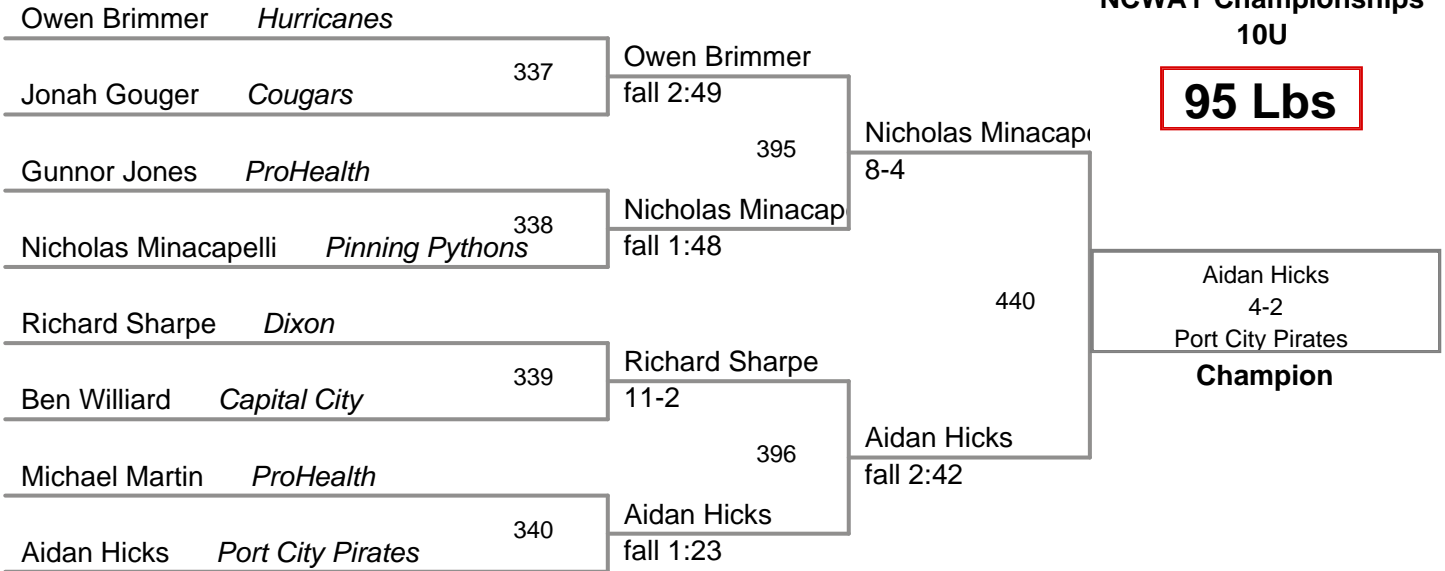 NCWAY Championships
10U
95 Lbs
Owen Brimmer Hurricanes
337
Jonah Gouger Cougars
Gunnor Jones ProHealth
338
Nicholas Minacapelli Pinning Pythons
Richard Sharpe Dixon
339
Ben Williard Capital City
Michael Martin ProHealth
340
Aidan Hicks Port City Pirates
Owen Brimmer
fall 2:49
395
Nicholas Minacap
fall 1:48
Richard Sharpe
11-2
396
Aidan Hicks
fall 1:23
Nicholas Minacap
8-4
440
Aidan Hicks
fall 2:42
Aidan Hicks
4-2
Port City Pirates
Champion